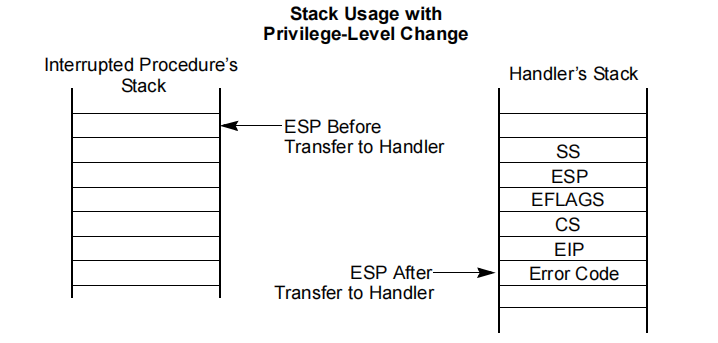 Stack Usage with
Privilege-Level Change
Interrupted Procedure's
Stack
Handler's Stack
ESP Before
Transfer to Handler
SS
ESP
EFLAGS
CS
EIP
Error Code
ESP After
Transfer to Handler